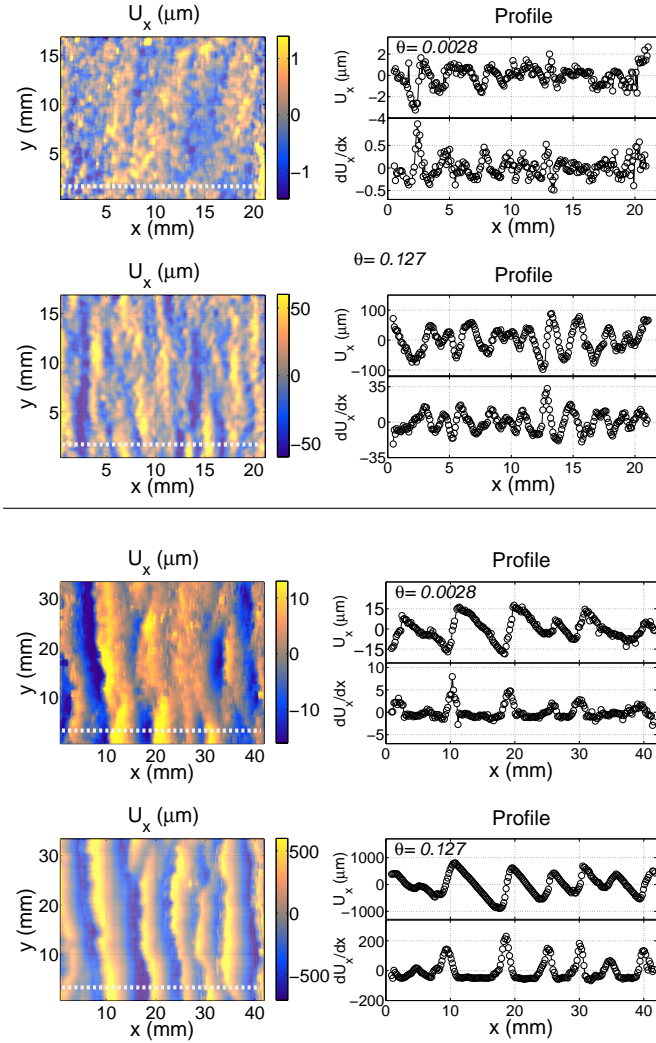 U_x (μm)
Profile
15
10
5
y (mm)
5 10 15 20
x (mm)
1
0
−1
θ= 0.0028
2
0
−2
−4
U_x (μm)
0.5
0
−0.5
dU_x/dx
0 5 10 15 20
x (mm)
θ= 0.127
U_x (μm)
Profile
15
10
5
y (mm)
5 10 15 20
x (mm)
50
0
−50
100
0
−100
U_x (μm)
35
0
−35
dU_x/dx
0 5 10 15 20
x (mm)
U_x (μm)
Profile
30
20
10
y (mm)
10 20 30 40
x (mm)
10
0
−10
θ= 0.0028
15
0
−15
U_x (μm)
10
5
0
−5
dU_x/dx
0 10 20 30 40
x (mm)
U_x (μm)
Profile
30
20
10
y (mm)
10 20 30 40
x (mm)
500
0
−500
θ= 0.127
1000
0
−1000
U_x (μm)
200
0
−200
dU_x/dx
0 10 20 30 40
x (mm)